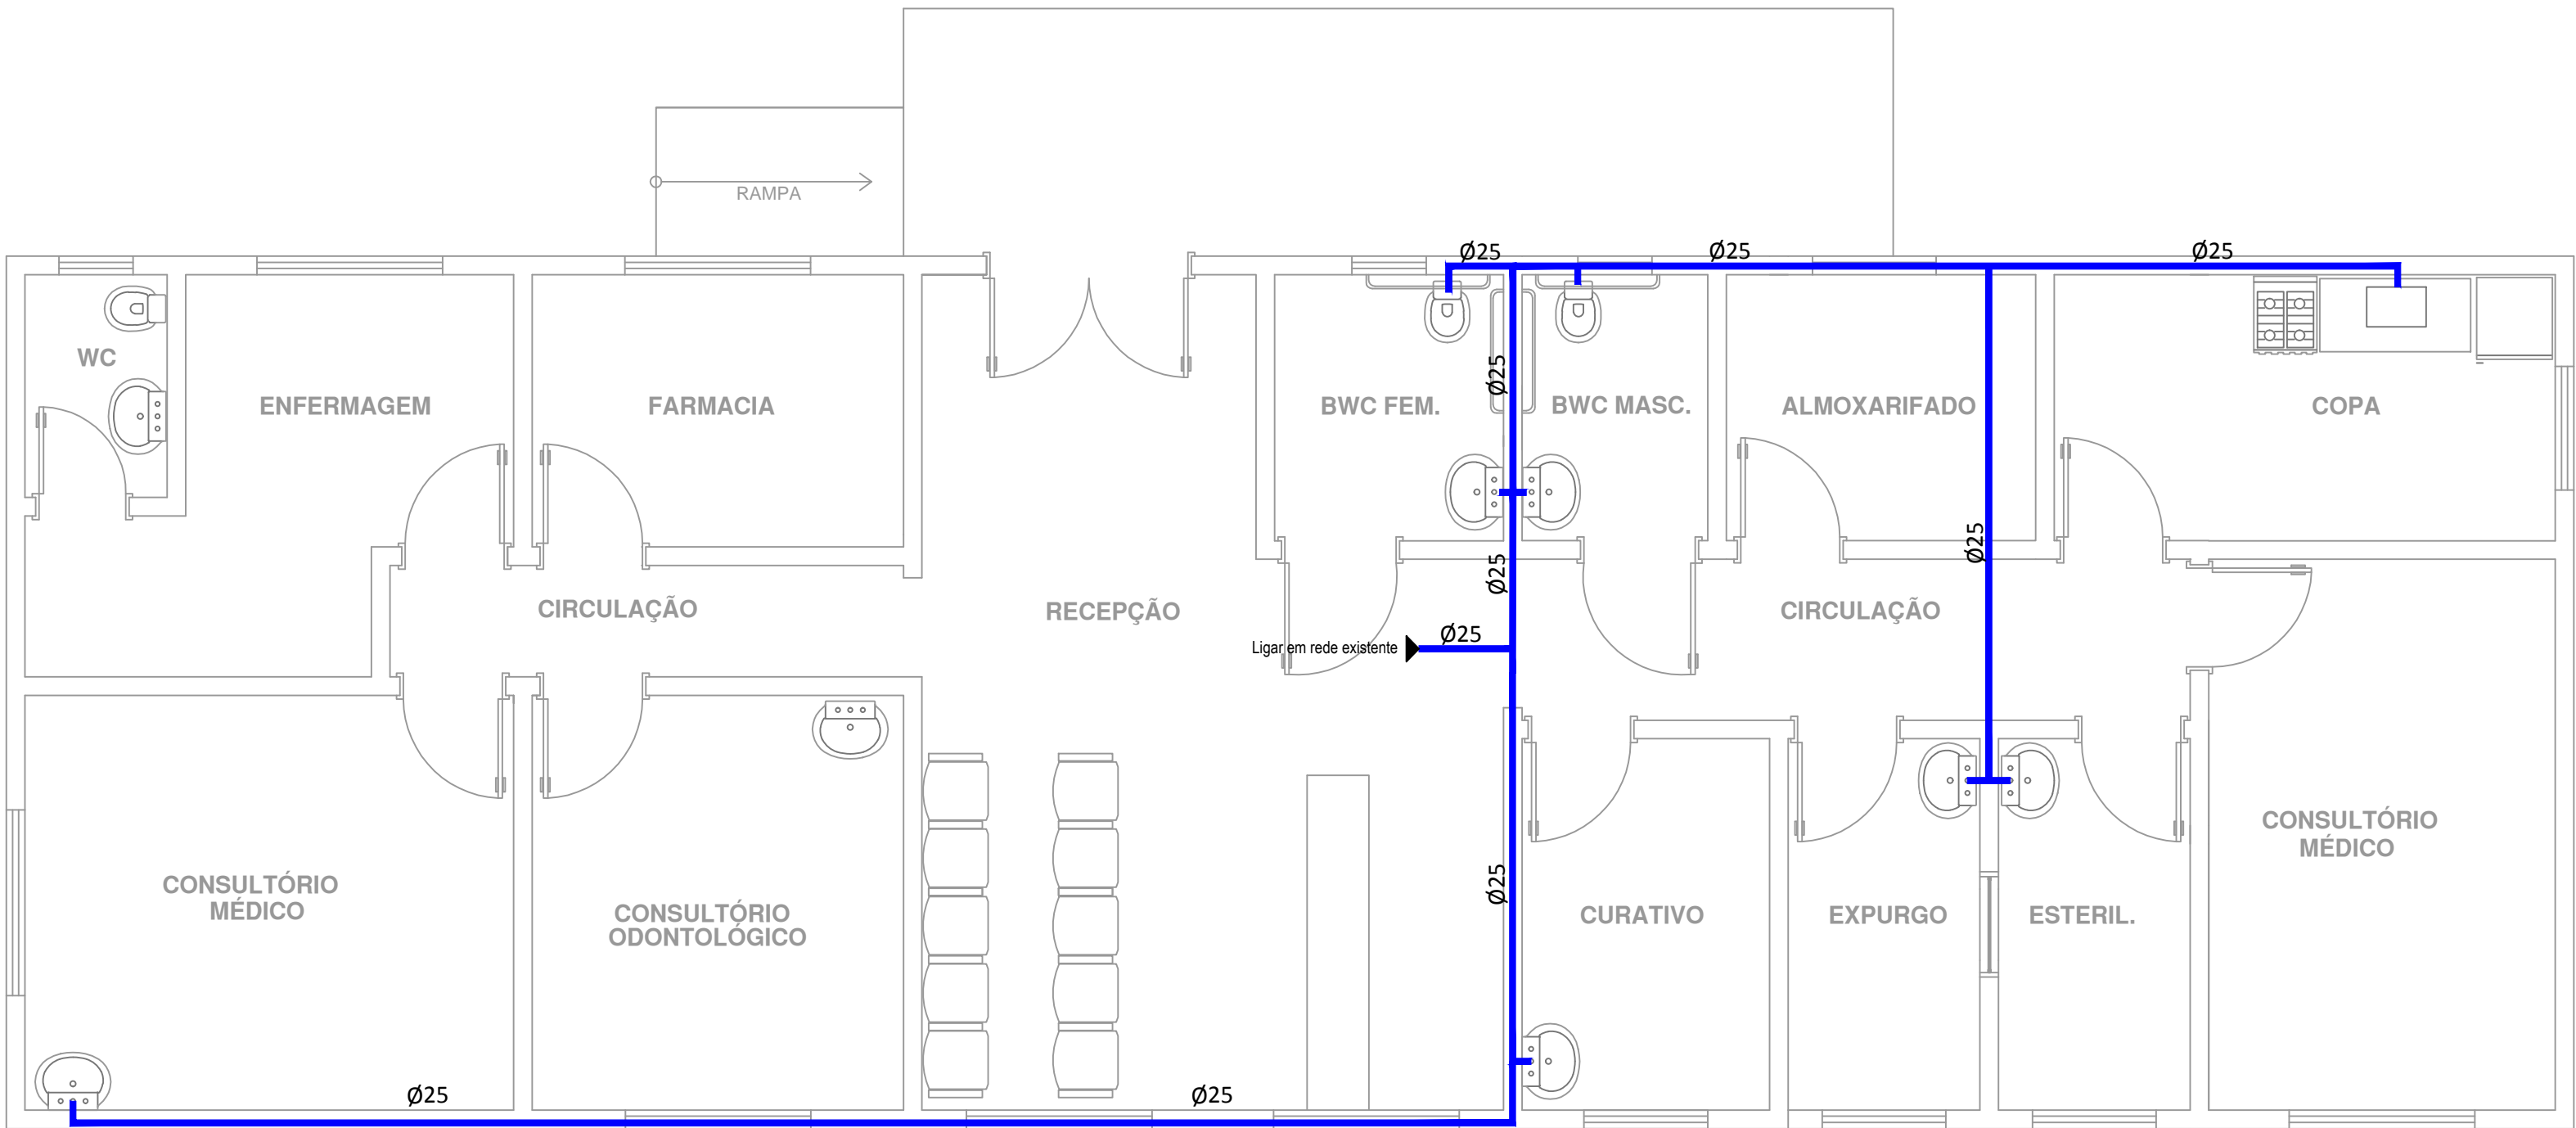 RAMPA
Ø25
Ø25
Ø25
WC
ENFERMAGEM
FARMACIA
BWC FEM.
Ø25
BWC MASC.
ALMOXARIFADO
COPA
CIRCULAÇÃO
RECEPÇÃO
Ø25
CIRCULAÇÃO
Ø25
Ligar em rede existente
Ø25
CONSULTÓRIO
MÉDICO
CONSULTÓRIO
ODONTOLÓGICO
Ø25
CURATIVO
EXPURGO
ESTERIL.
CONSULTÓRIO
MÉDICO
Ø25
Ø25